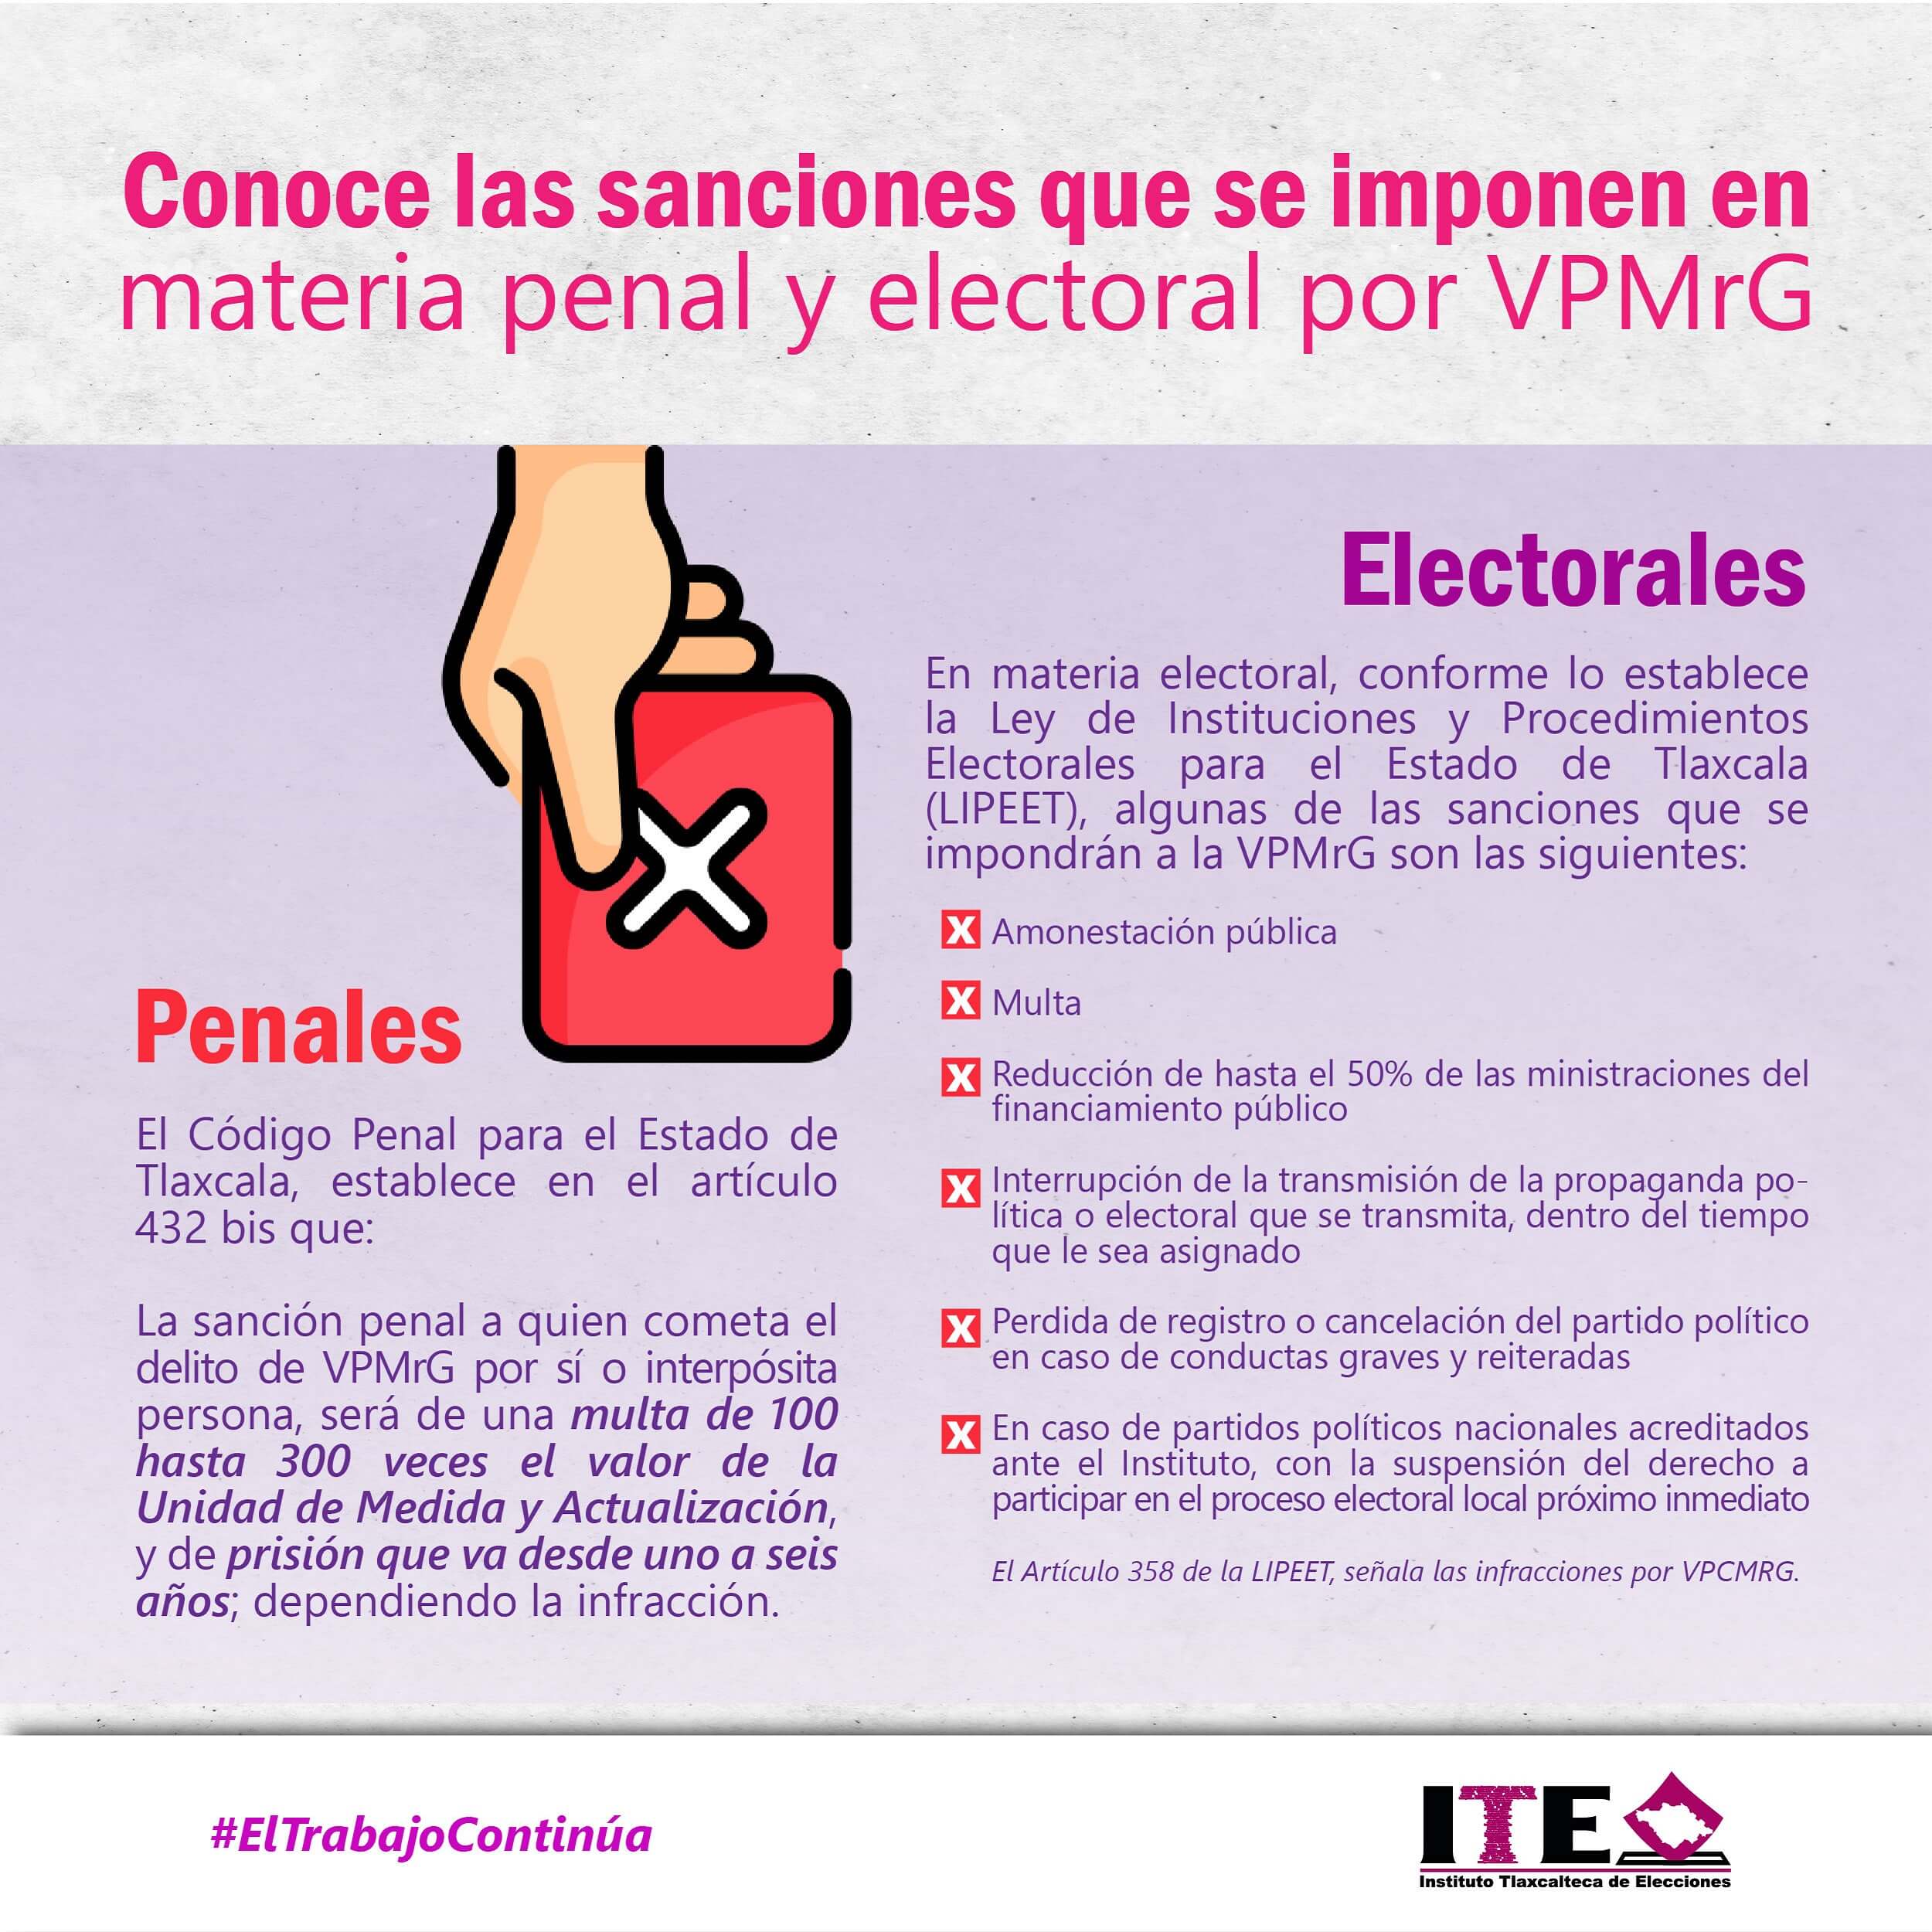 Conoce las sanciones que se imponen en
materia penal y electoral por VPMrG
Penales
El Código Penal para el Estado de
Tlaxcala, establece en el artículo
432 bis que:
La sanción penal a quien cometa el
delito de VPMrG por sí o interpósita
persona, será de una multa de 100
hasta 300 veces el valor de la
Unidad de Medida y Actualización,
y de prisión que va desde uno a seis
años; dependiendo la infracción.
Electorales
En materia electoral, conforme lo establece
la Ley de Instituciones y Procedimientos
Electorales para el Estado de Tlaxcala
(LIPEET), algunas de las sanciones que se
impondrán a la VPMrG son las siguientes:
X Amonestación pública
X Multa
X Reducción de hasta el 50% de las ministraciones del
financiamiento público
X Interrupción de la transmisión de la propaganda po-
lítica o electoral que se transmita, dentro del tiempo
que le sea asignado
X Perdida de registro o cancelación del partido político
en caso de conductas graves y reiteradas
X En caso de partidos políticos nacionales acreditados
ante el Instituto, con la suspensión del derecho a
participar en el proceso electoral local próximo inmediato
El Artículo 358 de la LIPEET, señala las infracciones por VPCMRG.
#ElTrabajoContinúa
ITE
Instituto Tlaxcalteca de Elecciones